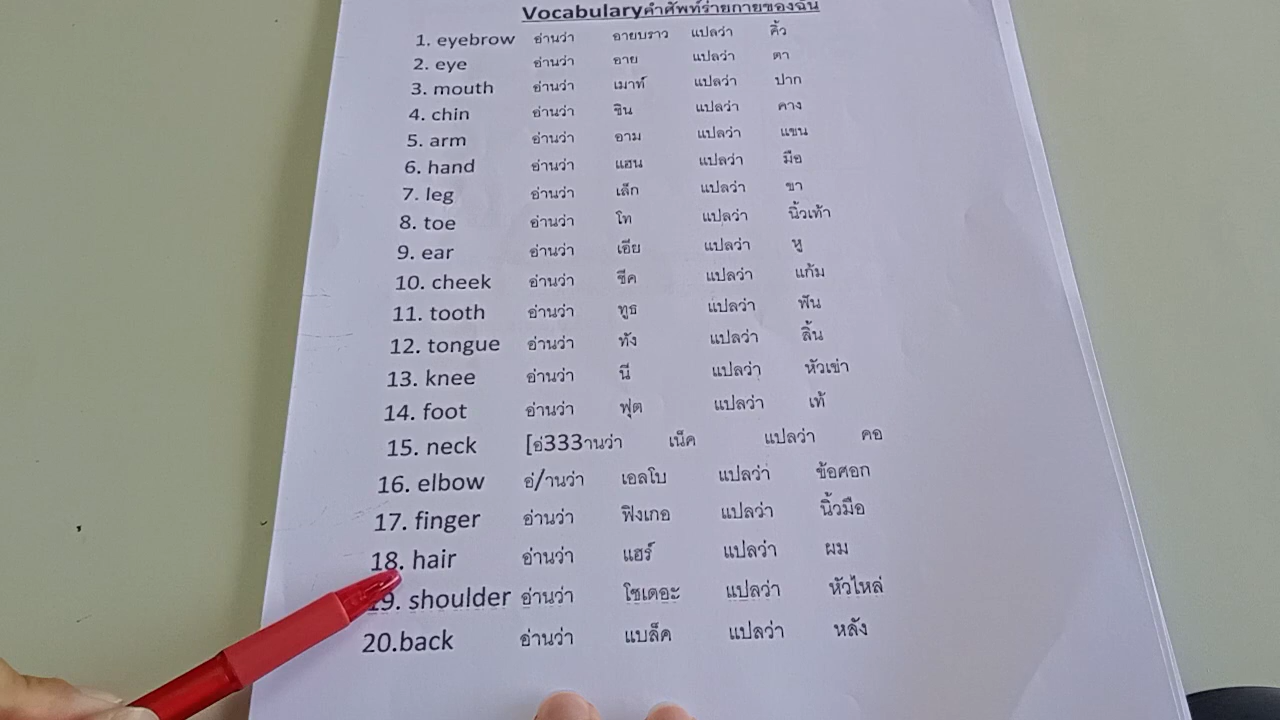 Vocabularyคำศัพท์ร่ายกายของฉัน
1. eyebrow อ่านว่า อายบราว แปลว่า คิ้ว
2. eye อ่านว่า อาย แปลว่า ตา
3. mouth อ่านว่า เมาท์ แปลว่า ปาก
4. chin อ่านว่า ชิน แปลว่า คาง
5. arm อ่านว่า อาม แปลว่า แขน
6. hand อ่านว่า แฮน แปลว่า มือ
7. leg อ่านว่า เล็ก แปลว่า ขา
8. toe อ่านว่า โท แปลว่า นิ้วเท้า
9. ear อ่านว่า เอีย แปลว่า หู
10. cheek อ่านว่า ชีค แปลว่า แก้ม
11. tooth อ่านว่า ทูธ แปลว่า ฟัน
12. tongue อ่านว่า ทัง แปลว่า ลิ้น
13. knee อ่านว่า นี แปลว่า หัวเข่า
14. foot อ่านว่า ฟุต แปลว่า เท้
15. neck [อ่333านว่า เน็ค แปลว่า คอ
16. elbow อ่/านว่า เอลโบ แปลว่า ข้อศอก
17. finger อ่านว่า ฟิงเกอ แปลว่า นิ้วมือ
18. hair อ่านว่า แฮร์ แปลว่า ผม
19. shoulder อ่านว่า โชเดอะ แปลว่า หัวไหล่
20.back อ่านว่า แบล็ค แปลว่า หลัง